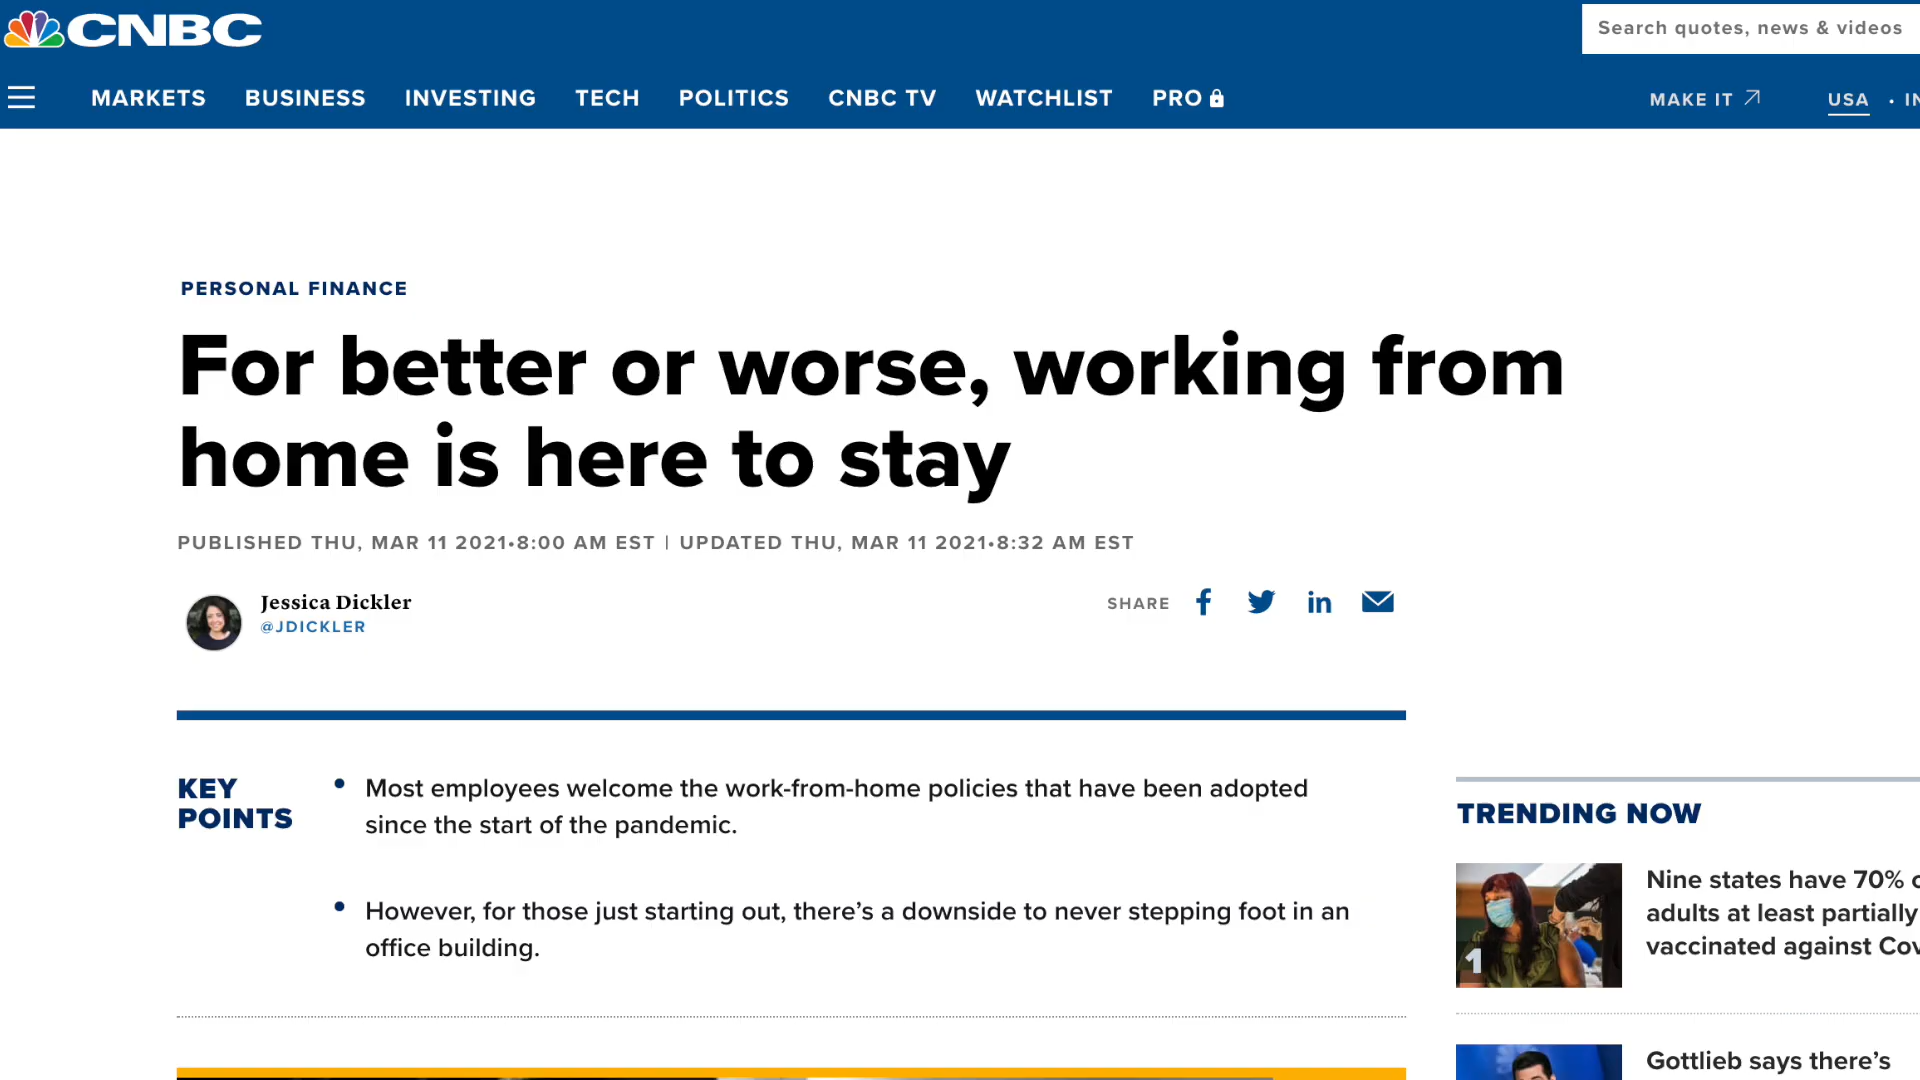 CNBC
Search quotes, news & videos
MARKETS BUSINESS INVESTING TECH POLITICS CNBC TV WATCHLIST PRO
MAKE IT USA •
PERSONAL FINANCE
For better or worse, working from
home is here to stay
PUBLISHED THU, MAR 11 2021•8:00 AM EST | UPDATED THU, MAR 11 2021•8:32 AM EST
Jessica Dickler
@JDICKLER
SHARE
KEY
POINTS
• Most employees welcome the work-from-home policies that have been adopted
since the start of the pandemic.
• However, for those just starting out, there’s a downside to never stepping foot in an
office building.
TRENDING NOW
1
Nine states have 70%
adults at least partially
vaccinated against
Gottlieb says there’s